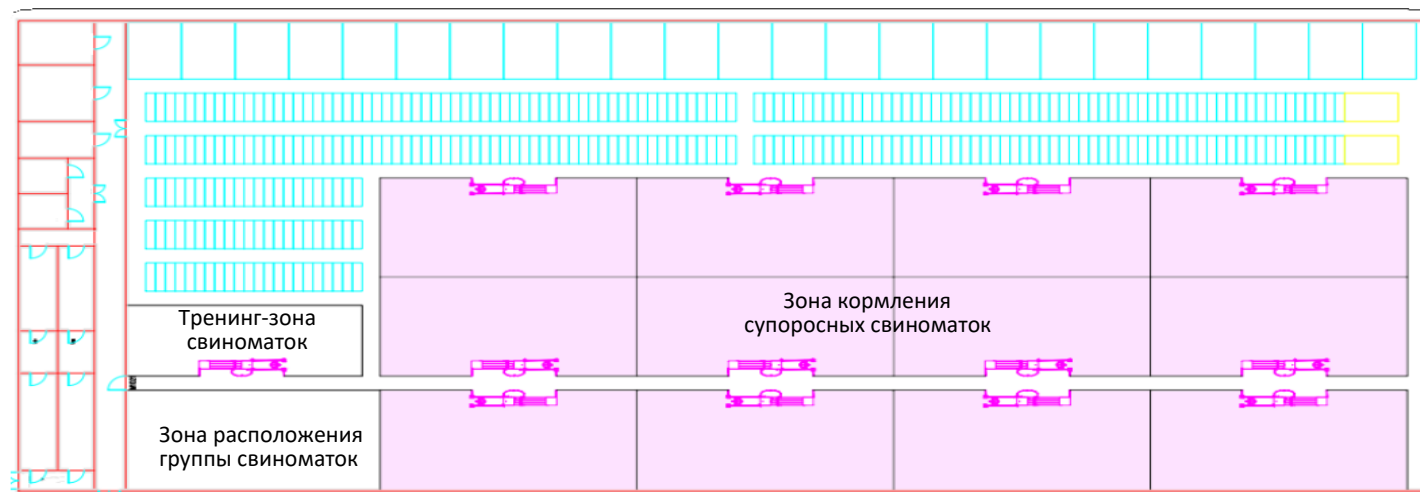 Зона кормления
супоросных свиноматок
Тренинг-зона
свиноматок
Зона расположения
группы свиноматок